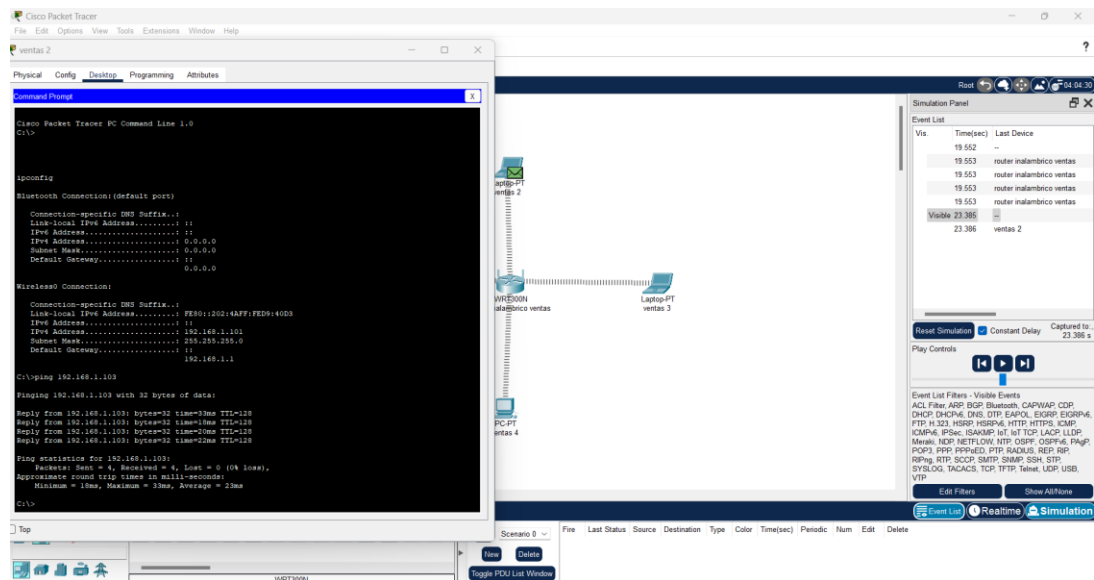 Cisco Packet Tracer
File Edit Options View Tools Extensions Window Help
ventas 2
Physical Config Desktop Programming Attributes
Command Prompt
X
Cisco Packet Tracer PC Command Line 1.0
C:\>
ipconfig
Bluetooth Connection:(default port)
Connection-specific DNS Suffix..:
Link-local IPv6 Address.........: ::
IPv6 Address....................: ::
IPv4 Address....................: 0.0.0.0
Subnet Mask.....................: 0.0.0.0
Default Gateway.................: ::
0.0.0.0
Wireless0 Connection:
Connection-specific DNS Suffix..:
Link-local IPv6 Address.........: FE80::202:4AFF:FED9:40D3
IPv6 Address....................: ::
IPv4 Address....................: 192.168.1.101
Subnet Mask.....................: 255.255.255.0
Default Gateway.................: ::
192.168.1.1
C:\>ping 192.168.1.103
Pinging 192.168.1.103 with 32 bytes of data:
Reply from 192.168.1.103: bytes=32 time=33ms TTL=128
Reply from 192.168.1.103: bytes=32 time=18ms TTL=128
Reply from 192.168.1.103: bytes=32 time=20ms TTL=128
Reply from 192.168.1.103: bytes=32 time=22ms TTL=128
Ping statistics for 192.168.1.103:
Packets: Sent = 4, Received = 4, Lost = 0 (0% loss),
Approximate round trip times in milli-seconds:
Minimum = 18ms, Maximum = 33ms, Average = 23ms
C:\>
Top
?
Root
04:04:30
aptop-PT
entas 2
WRT300N
alambrico ventas
Laptop-PT
ventas 3
PC-PT
entas 4
Simulation Panel
Event List
Vis. Time(sec) Last Device
19.552 --
19.553 router inalambrico ventas
19.553 router inalambrico ventas
19.553 router inalambrico ventas
19.553 router inalambrico ventas
Visible 23.385 --
23.386 ventas 2
Reset Simulation Constant Delay Captured to:
23.386 s
Play Controls
Event List Filters - Visible Events
ACL Filter, ARP, BGP, Bluetooth, CAPWAP, CDP,
DHCP, DHCPv6, DNS, DTP, EAPOL, EIGRP, EIGRPv6,
FTP, H.323, HSRP, HSRPv6, HTTP, HTTPS, ICMP,
ICMPv6, IPSec, ISAKMP, IoT, IoT TCP, LACP, LLDP,
Meraki, NDP, NETFLOW, NTP, OSPF, OSPFv6, PAgP,
POP3, PPP, PPPoED, PTP, RADIUS, REP, RIP,
RIPng, RTP, SCCP, SMTP, SNMP, SSH, STP,
SYSLOG, TACACS, TCP, TFTP, Telnet, UDP, USB,
VTP
Edit Filters Show All/None
Event List Realtime Simulation
Scenario 0
New Delete
Toggle PDU List Window
Fire Last Status Source Destination Type Color Time(sec) Periodic Num Edit Delete
WRT300N